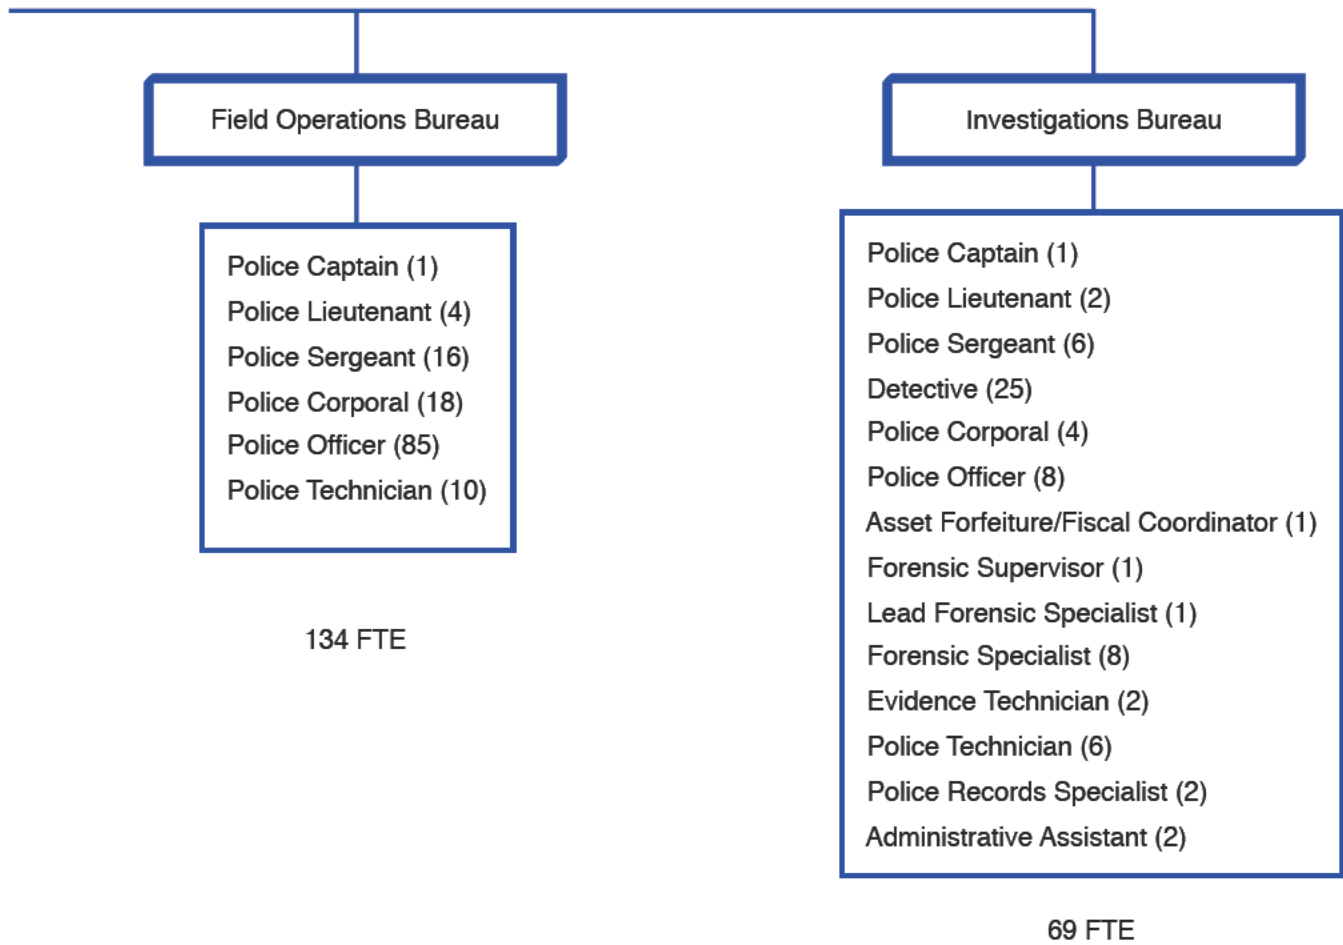 Field Operations Bureau
Police Captain (1)
Police Lieutenant (4)
Police Sergeant (16)
Police Corporal (18)
Police Officer (85)
Police Technician (10)
134 FTE
Investigations Bureau
Police Captain (1)
Police Lieutenant (2)
Police Sergeant (6)
Detective (25)
Police Corporal (4)
Police Officer (8)
Asset Forfeiture/Fiscal Coordinator (1)
Forensic Supervisor (1)
Lead Forensic Specialist (1)
Forensic Specialist (8)
Evidence Technician (2)
Police Technician (6)
Police Records Specialist (2)
Administrative Assistant (2)
69 FTE